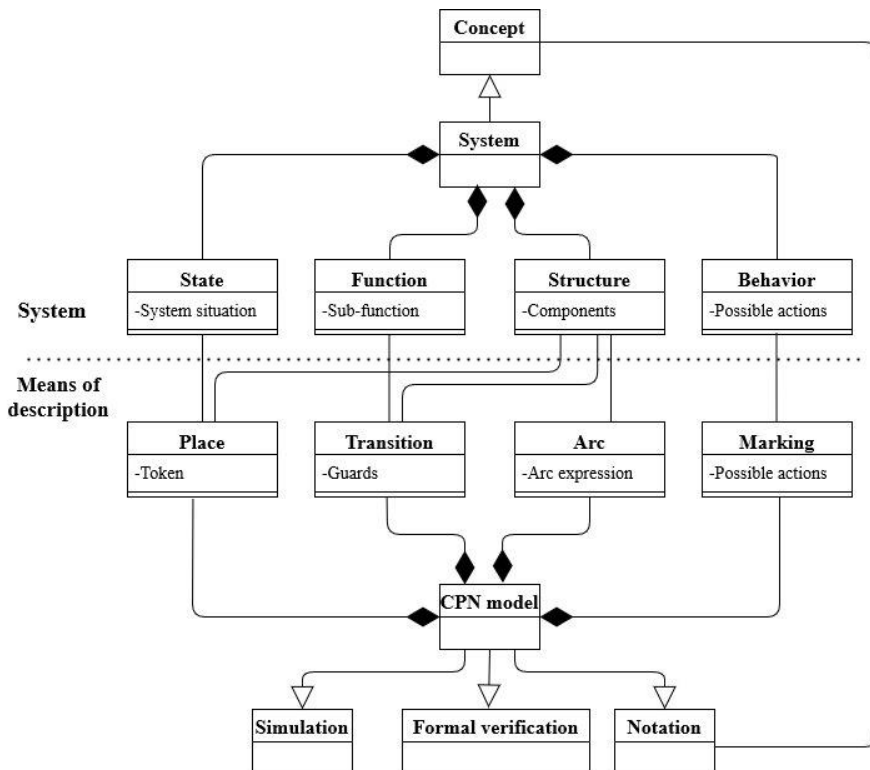 Concept
System
State
-System situation
Function
-Sub-function
Structure
-Components
Behavior
-Possible actions
System
Means of
description
Place
-Token
Transition
-Guards
Arc
-Arc expression
Marking
-Possible actions
CPN model
Simulation
Formal verification
Notation